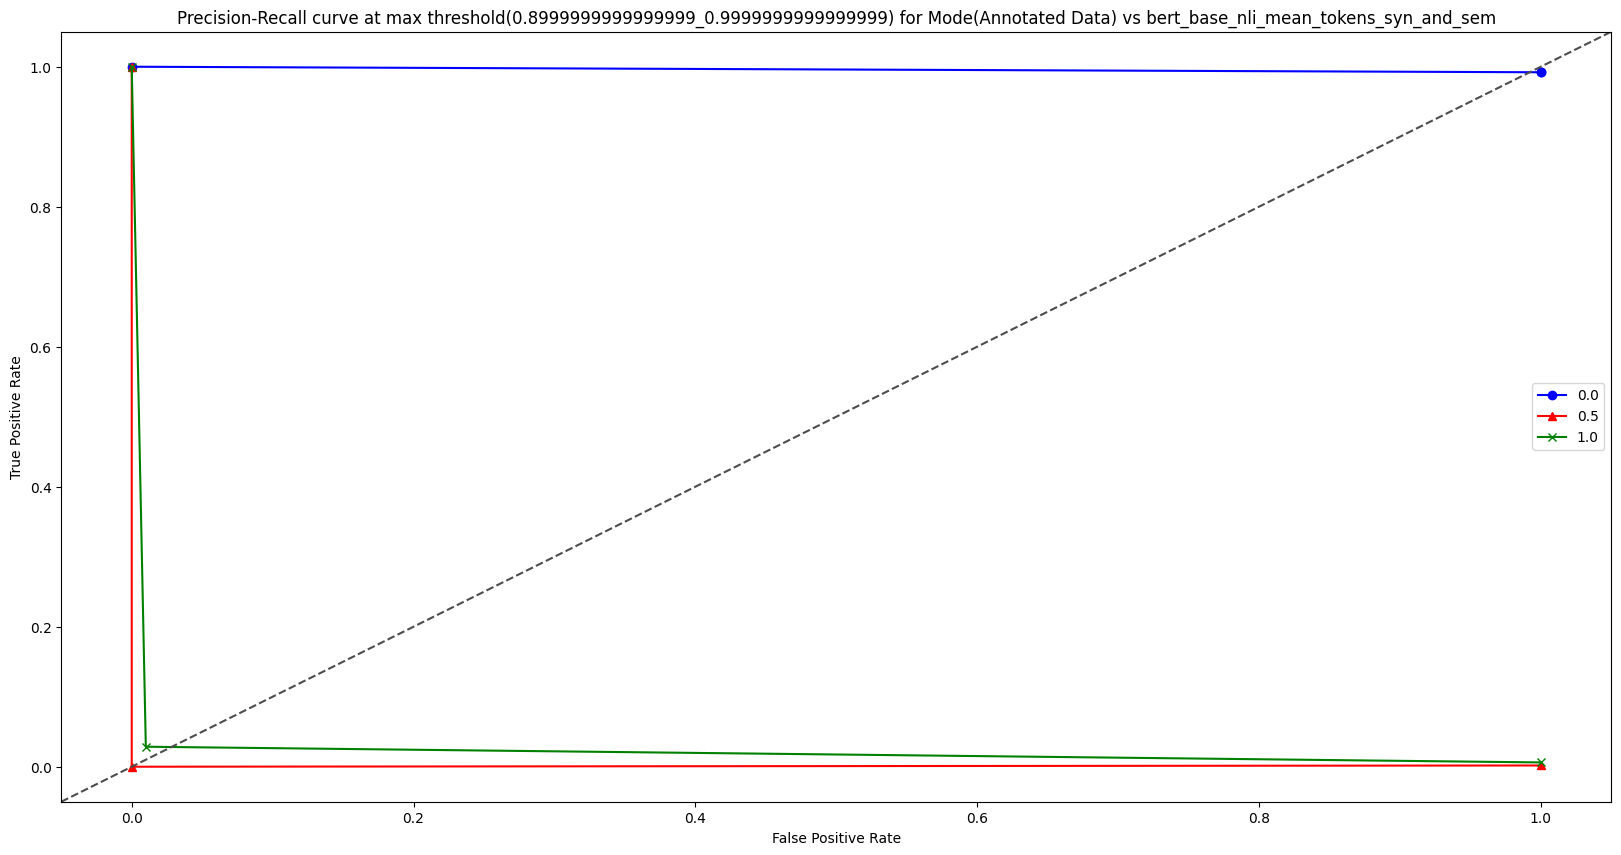 Precision-Recall curve at max threshold(0.8999999999999999_0.9999999999999999) for Mode(Annotated Data) vs bert_base_nli_mean_tokens_syn_and_sem
1.0
0.8
0.6
0.4
0.2
0.0
True Positive Rate
0.0
0.5
1.0
0.0 0.2 0.4 0.6 0.8 1.0
False Positive Rate